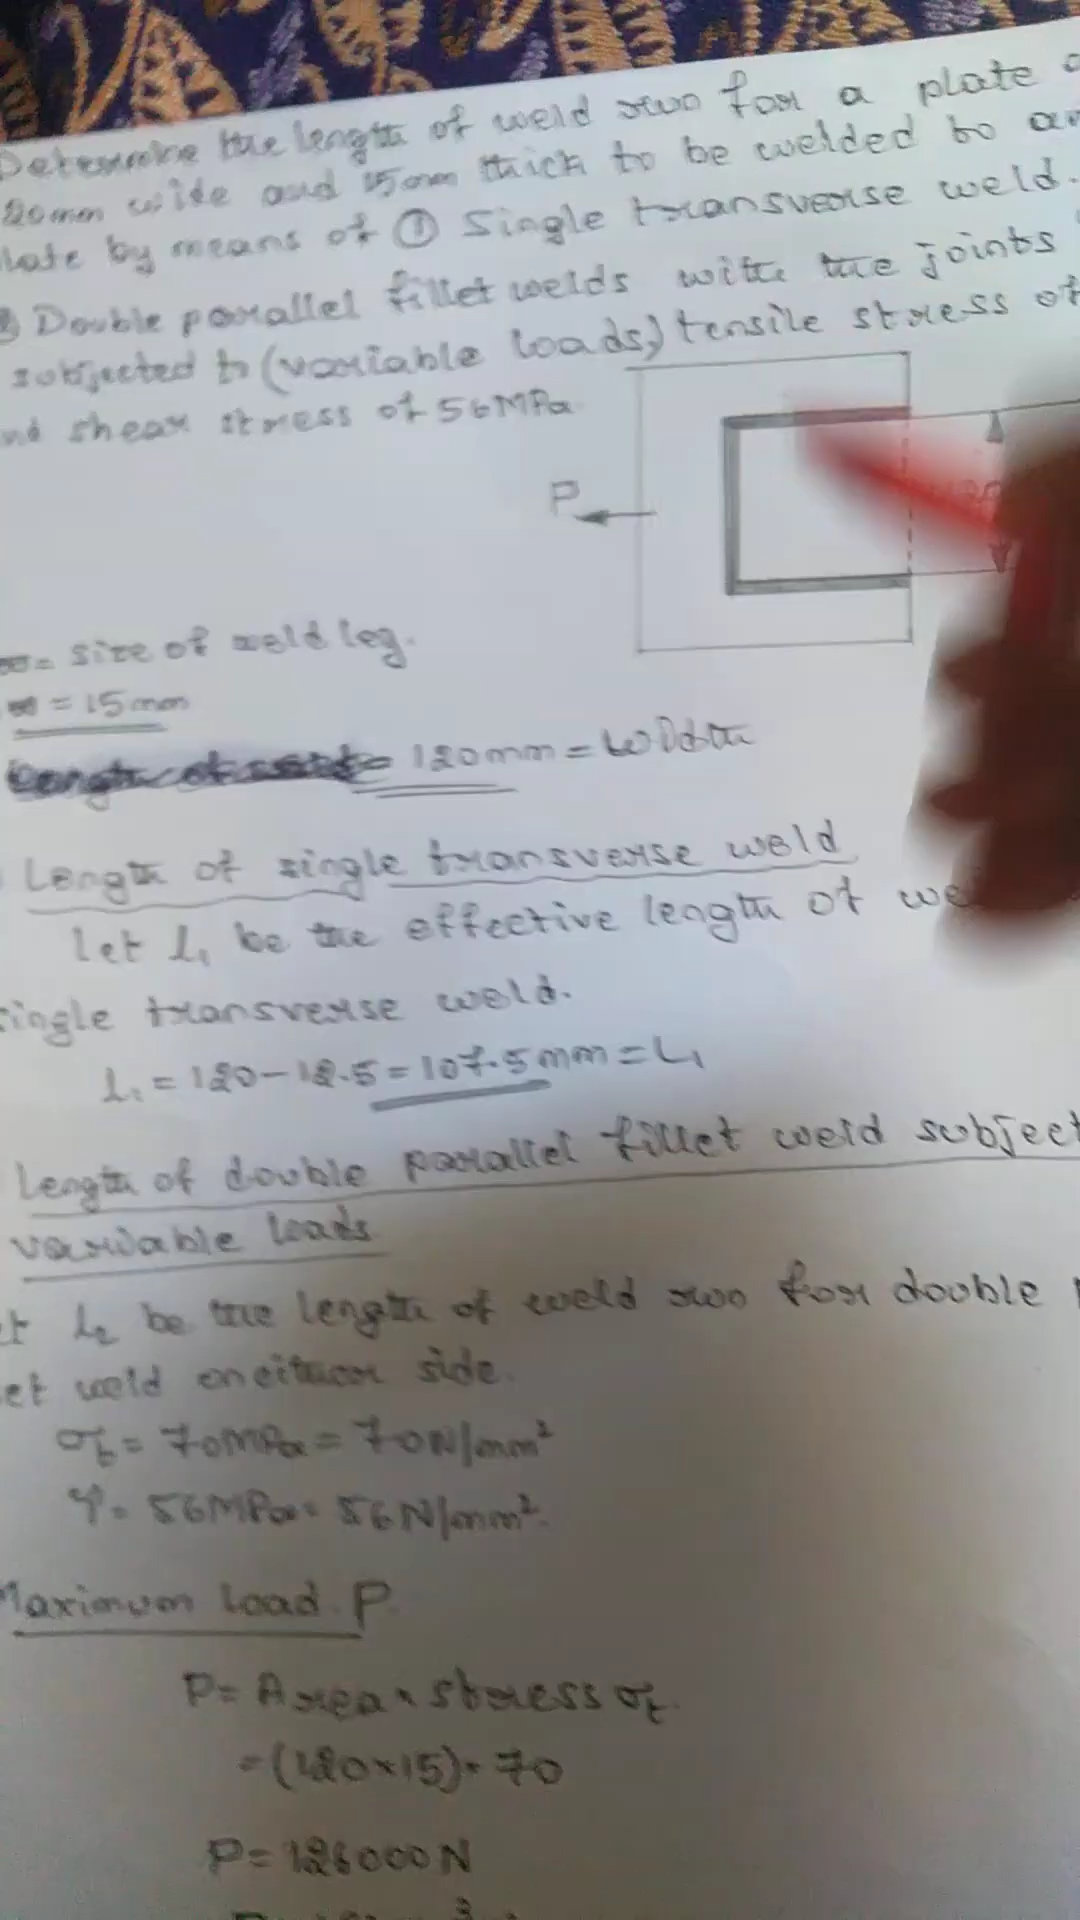 Determine the length of weld run for a plate
120mm wide and 15mm thick to be welded to an
late by means of ① Single transverse weld.
② Double parallel fillet welds with the joints
subjected to (variable loads) tensile stress of
nd shear stress of 56MPa
P
= size of weld leg.
= 15mm
= 120mm = Width
Length of single transverse weld
Let L₁ be the effective length of we
single transverse weld.
L₁ = 120-12.5 = 107.5mm = L₁
Length of double parallel fillet weld subject
variable loads
et L₂ be the length of weld run for double
et weld on either side.
σt = 70MPa = 70N/mm²
= 56MPa = 56N/mm².
Maximum load P.
P = Area × stress σt.
= (120×15) × 70
P = 126000N